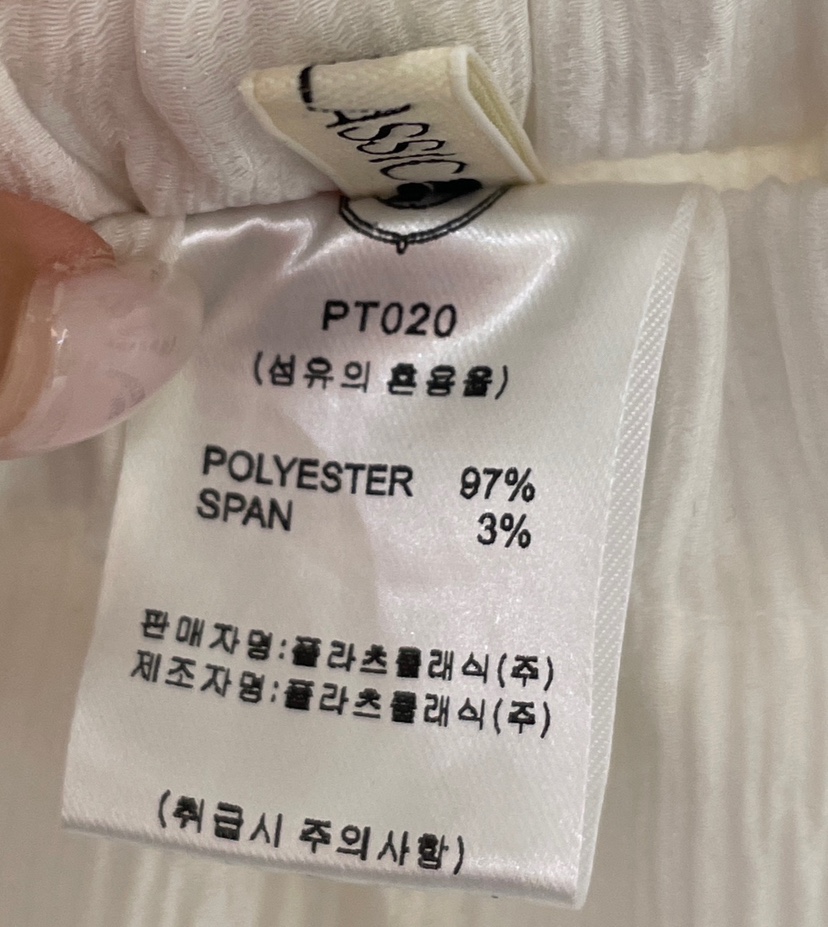 LASSIC
PT020
(섬유의 혼용율)
POLYESTER 97%
SPAN 3%
판매자명:플라츠클래식(주)
제조자명:플라츠클래식(주)
(취급시 주의사항)